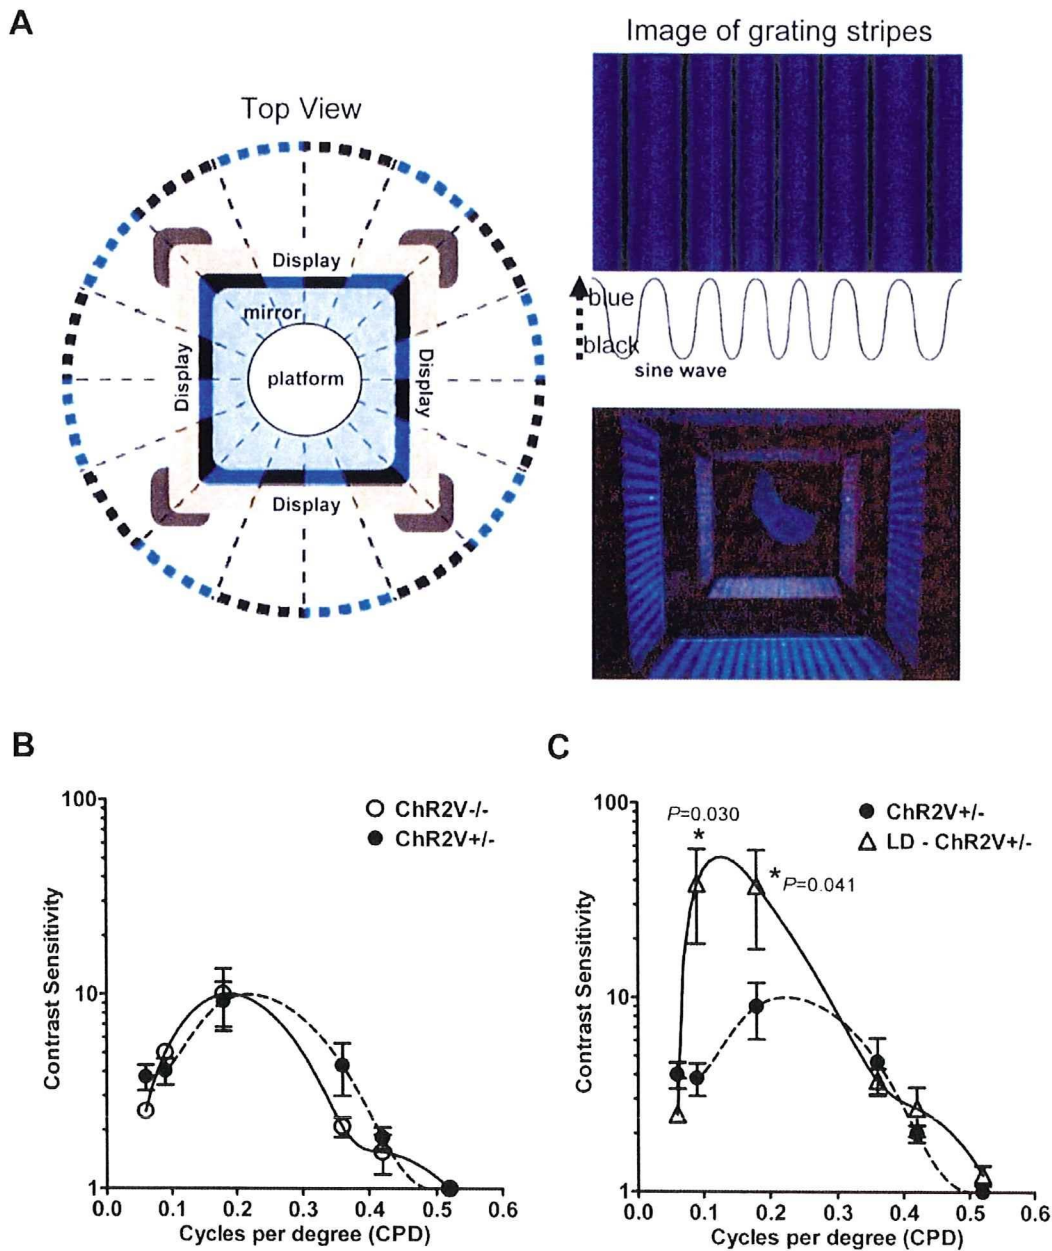 A
Image of grating stripes
Top View
Display
mirror
platform
Display
Display
Display
blue
black
sine wave
B
100
10
1
0.0 0.1 0.2 0.3 0.4 0.5 0.6
Contrast Sensitivity
Cycles per degree (CPD)
ChR2V-/-
ChR2V+/-
C
100
10
1
0.0 0.1 0.2 0.3 0.4 0.5 0.6
Contrast Sensitivity
Cycles per degree (CPD)
P=0.030
*
* P=0.041
ChR2V+/-
LD - ChR2V+/-